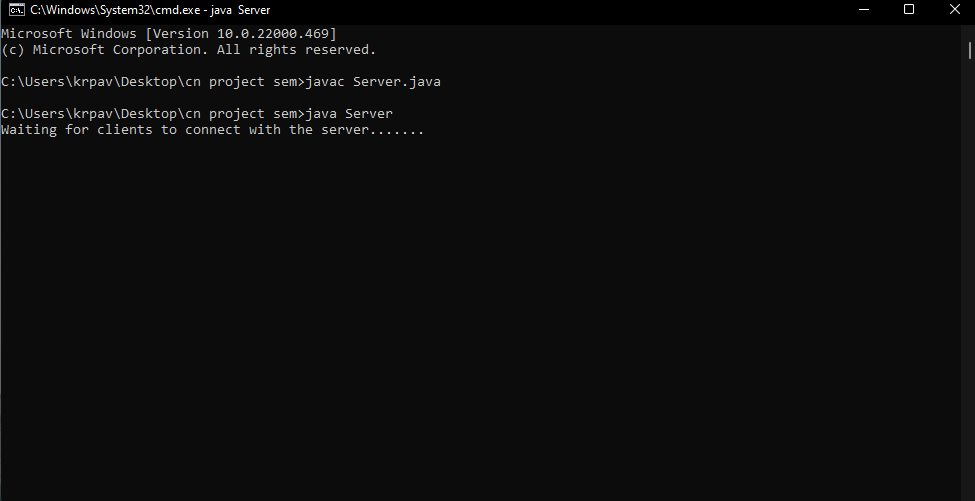 C:\Windows\System32\cmd.exe - java  Server
Microsoft Windows [Version 10.0.22000.469]
(c) Microsoft Corporation. All rights reserved.
C:\Users\krpav\Desktop\cn project sem>javac Server.java
C:\Users\krpav\Desktop\cn project sem>java Server
Waiting for clients to connect with the server.......